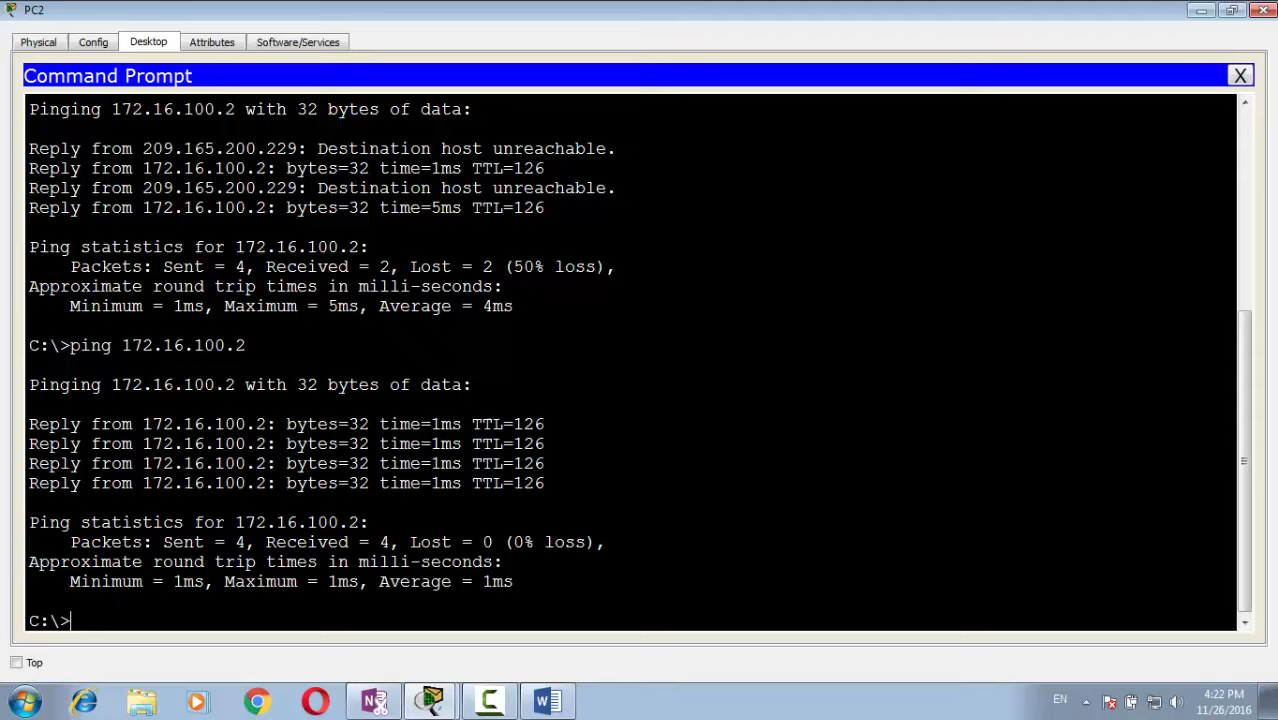 PC2
Physical Config Desktop Attributes Software/Services
Command Prompt X
Pinging 172.16.100.2 with 32 bytes of data:
Reply from 209.165.200.229: Destination host unreachable.
Reply from 172.16.100.2: bytes=32 time=1ms TTL=126
Reply from 209.165.200.229: Destination host unreachable.
Reply from 172.16.100.2: bytes=32 time=5ms TTL=126
Ping statistics for 172.16.100.2:
Packets: Sent = 4, Received = 2, Lost = 2 (50% loss),
Approximate round trip times in milli-seconds:
Minimum = 1ms, Maximum = 5ms, Average = 4ms
C:\>ping 172.16.100.2
Pinging 172.16.100.2 with 32 bytes of data:
Reply from 172.16.100.2: bytes=32 time=1ms TTL=126
Reply from 172.16.100.2: bytes=32 time=1ms TTL=126
Reply from 172.16.100.2: bytes=32 time=1ms TTL=126
Reply from 172.16.100.2: bytes=32 time=1ms TTL=126
Ping statistics for 172.16.100.2:
Packets: Sent = 4, Received = 4, Lost = 0 (0% loss),
Approximate round trip times in milli-seconds:
Minimum = 1ms, Maximum = 1ms, Average = 1ms
C:\>
Top
EN 4:22 PM
11/26/2016